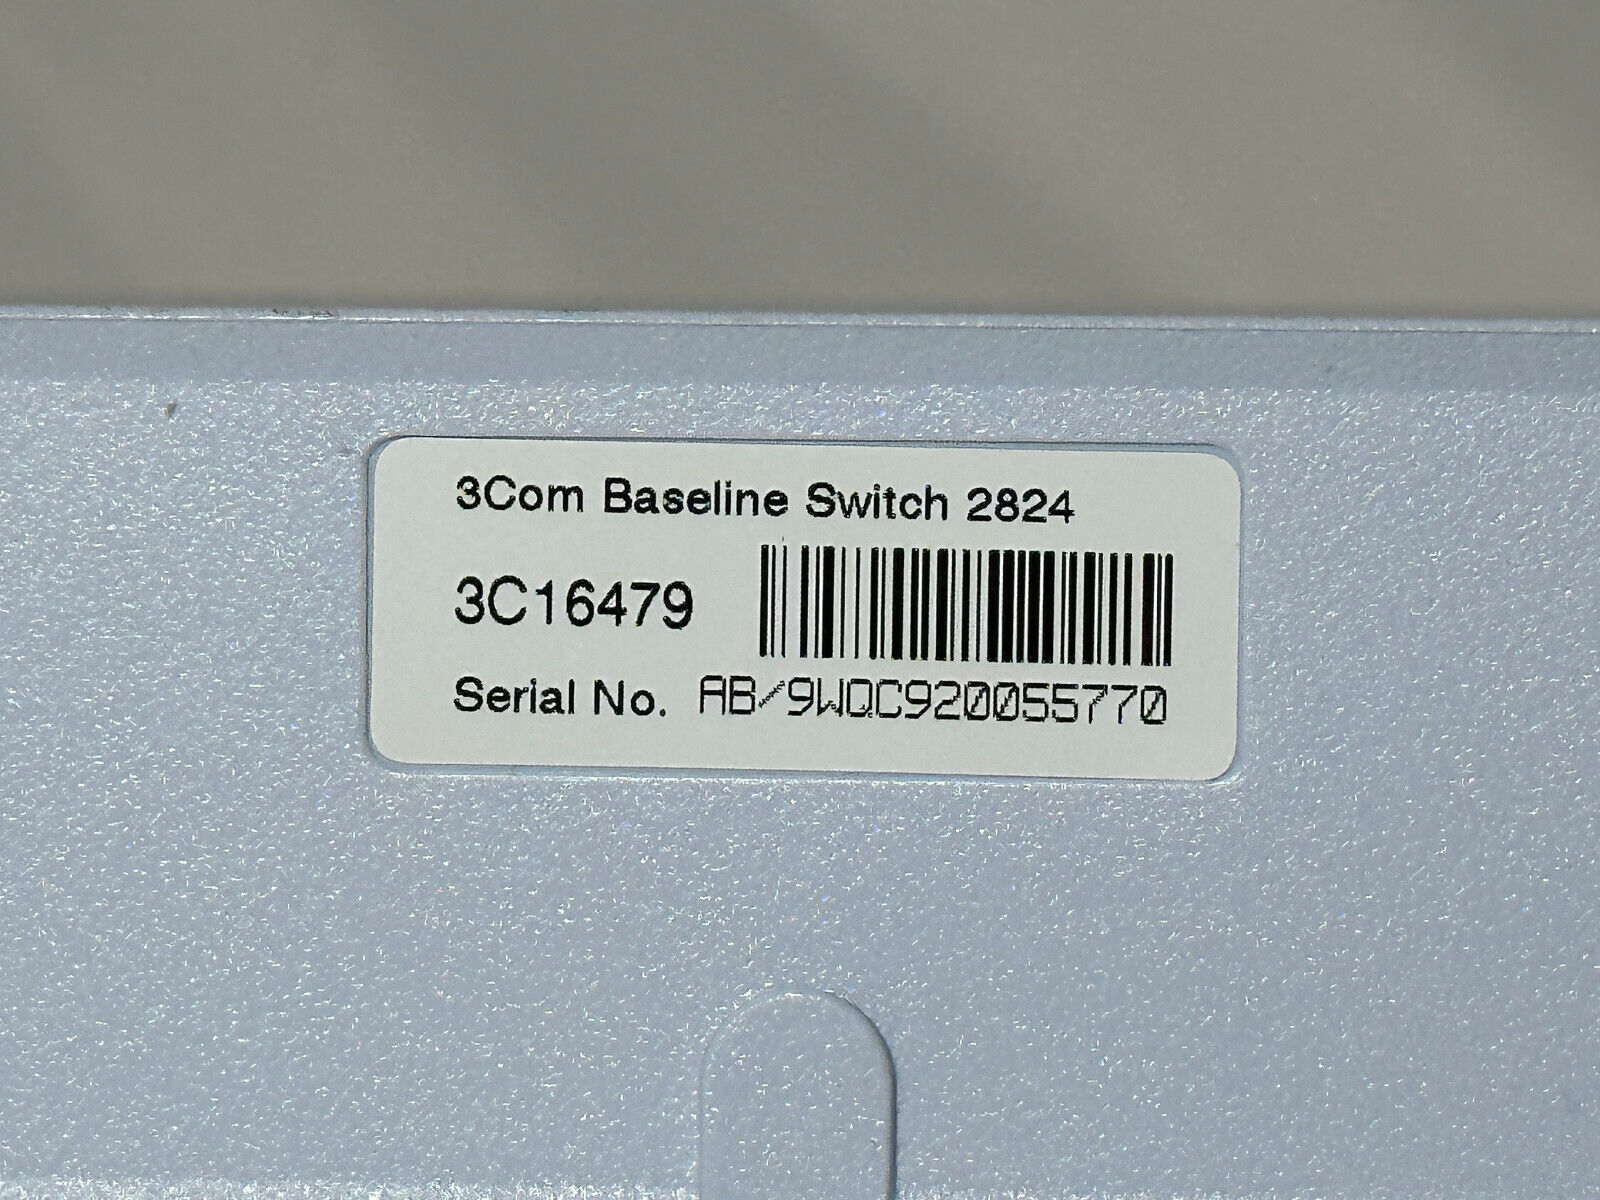 3Com Baseline Switch 2824
3C16479
Serial No. AB/9WQC920055770